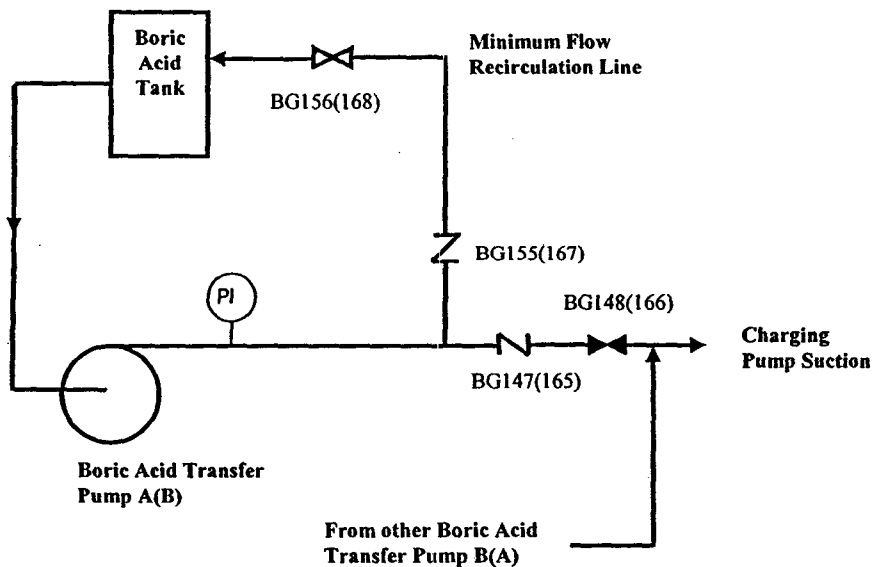 Boric
Acid
Tank
Minimum Flow
Recirculation Line
BG156(168)
BG155(167)
PI
BG148(166)
Charging
Pump Suction
BG147(165)
Boric Acid Transfer
Pump A(B)
From other Boric Acid
Transfer Pump B(A)